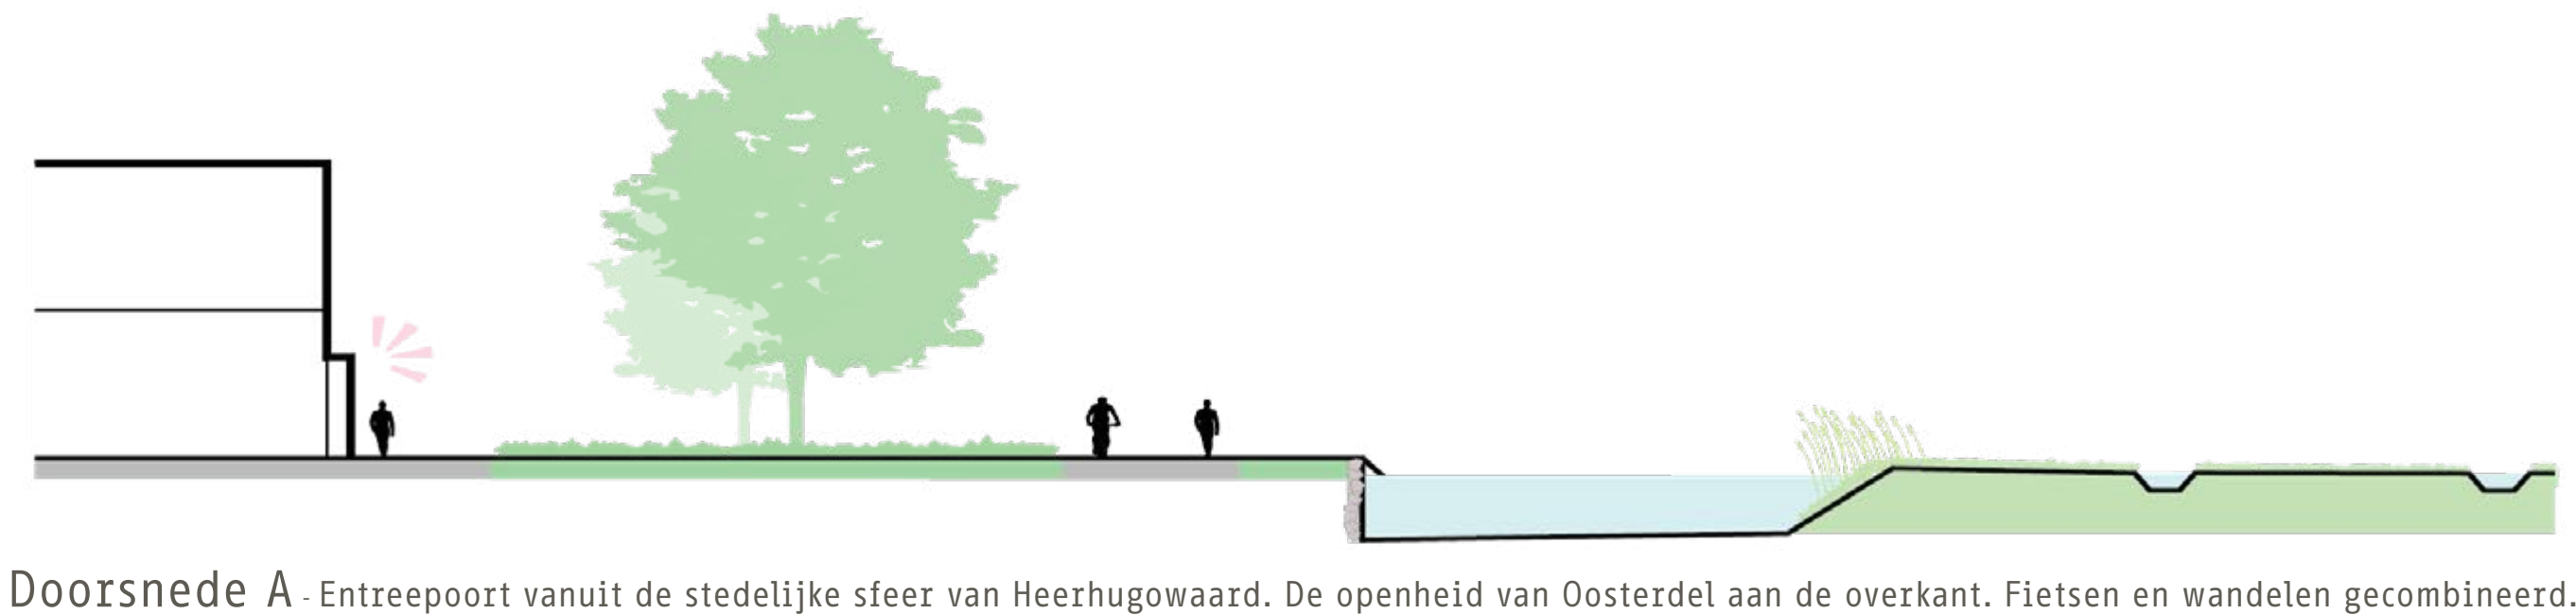 Doorsnede A - Entreepoort vanuit de stedelijke sfeer van Heerhugowaard. De openheid van Oosterdel aan de overkant. Fietsen en wandelen gecombineerd